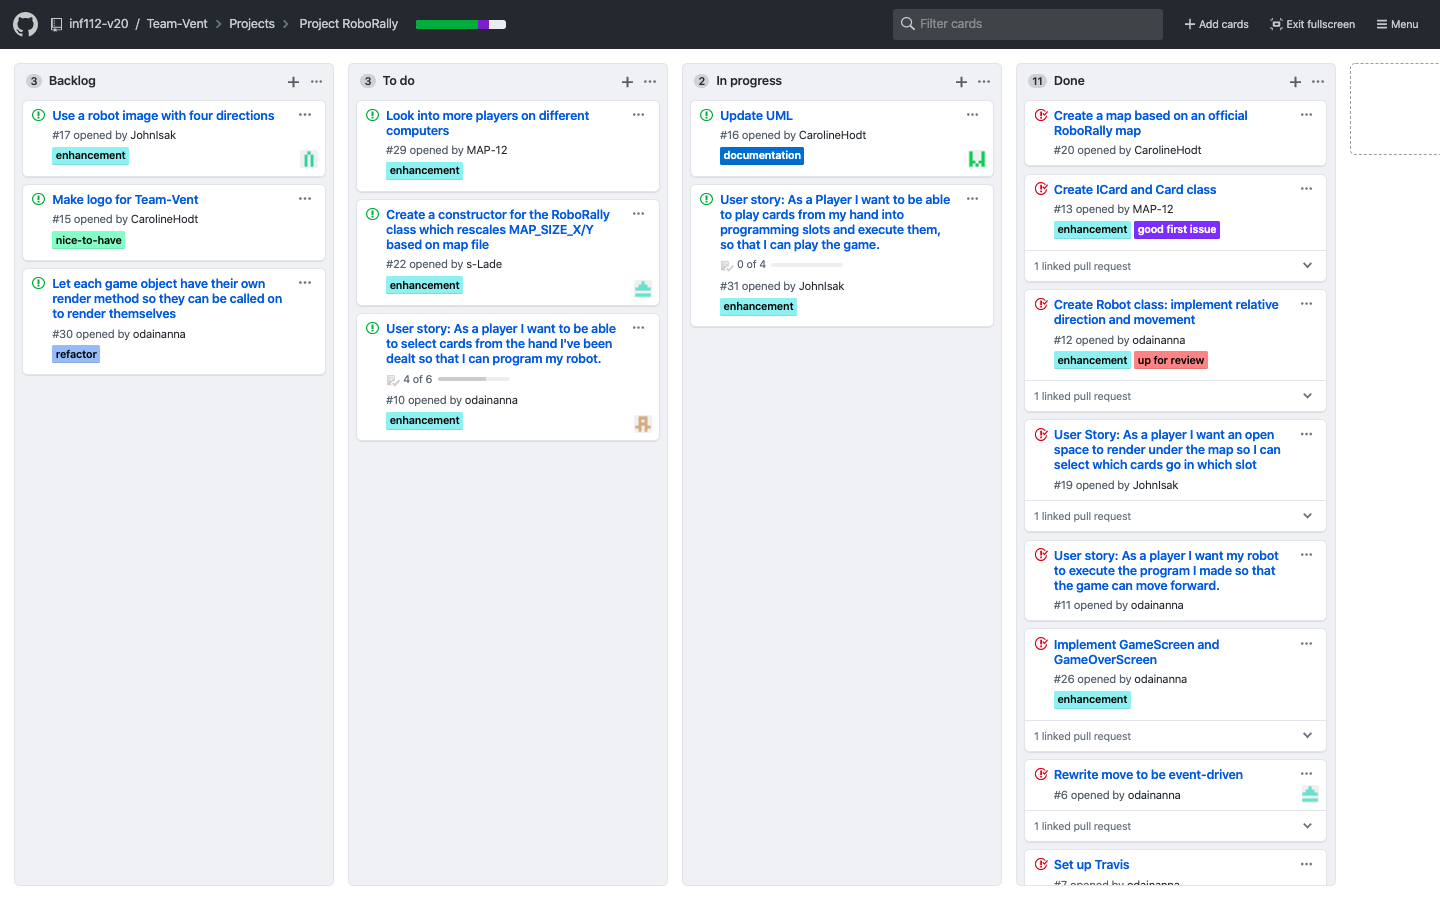 inf112-v20 / Team-Vent > Projects > Project RoboRally
Filter cards
Add cards
Exit fullscreen
Menu
3 Backlog
Use a robot image with four directions
#17 opened by JohnIsak
enhancement
Make logo for Team-Vent
#15 opened by CarolineHodt
nice-to-have
Let each game object have their own
render method so they can be called on
to render themselves
#30 opened by odainanna
refactor
3 To do
Look into more players on different
computers
#29 opened by MAP-12
enhancement
Create a constructor for the RoboRally
class which rescales MAP_SIZE_X/Y
based on map file
#22 opened by s-Lade
enhancement
User story: As a player I want to be able
to select cards from the hand I've been
dealt so that I can program my robot.
4 of 6
#10 opened by odainanna
enhancement
2 In progress
Update UML
#16 opened by CarolineHodt
documentation
User story: As a Player I want to be able
to play cards from my hand into
programming slots and execute them,
so that I can play the game.
0 of 4
#31 opened by JohnIsak
enhancement
11 Done
Create a map based on an official
RoboRally map
#20 opened by CarolineHodt
Create ICard and Card class
#13 opened by MAP-12
enhancement good first issue
1 linked pull request
Create Robot class: implement relative
direction and movement
#12 opened by odainanna
enhancement up for review
1 linked pull request
User Story: As a player I want an open
space to render under the map so I can
select which cards go in which slot
#19 opened by JohnIsak
1 linked pull request
User story: As a player I want my robot
to execute the program I made so that
the game can move forward.
#11 opened by odainanna
Implement GameScreen and
GameOverScreen
#26 opened by odainanna
enhancement
1 linked pull request
Rewrite move to be event-driven
#6 opened by odainanna
1 linked pull request
Set up Travis
#7 opened by odainanna